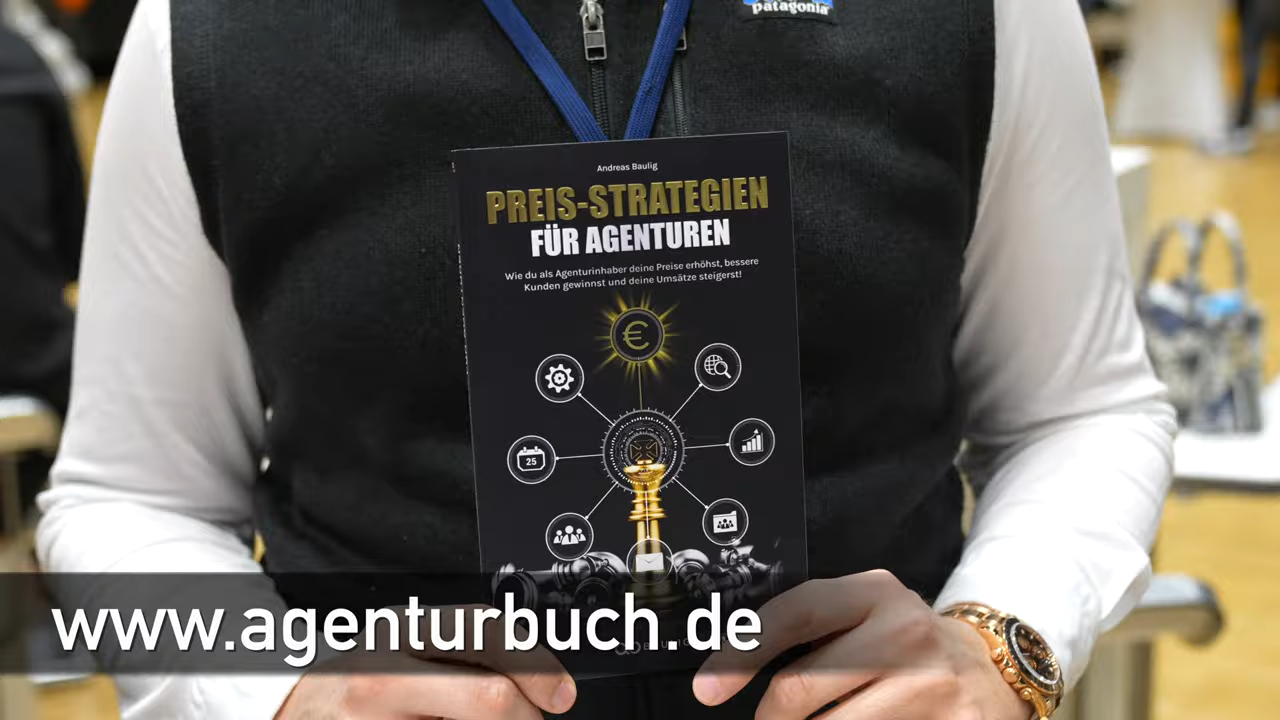 patagonia
Andreas Baulig
PREIS-STRATEGIEN
FÜR AGENTUREN
Wie du als Agenturinhaber deine Preise erhöhst, bessere
Kunden gewinnst und deine Umsätze steigerst!
€
25
www.agenturbuch.de